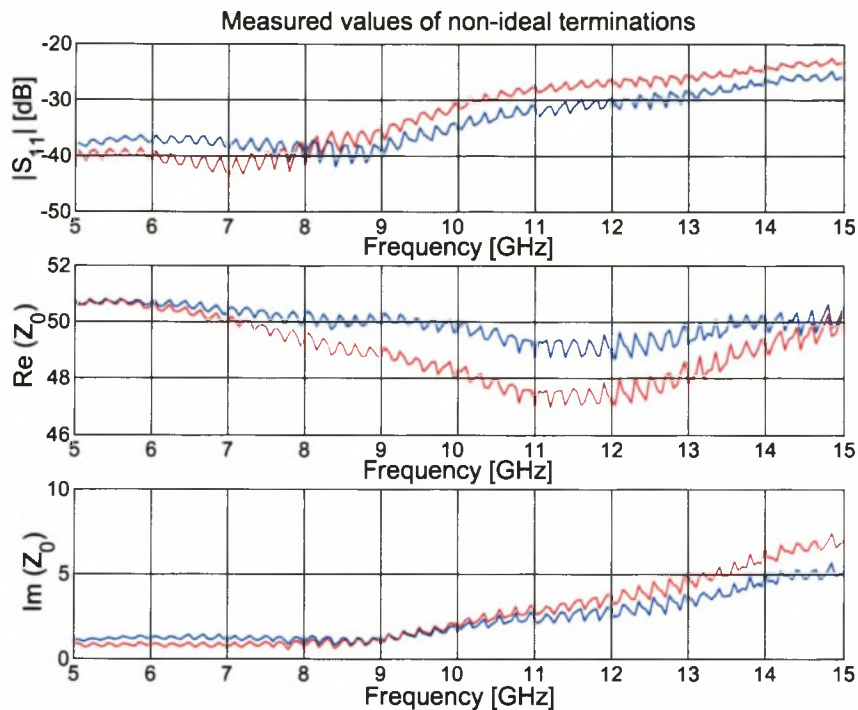 Measured values of non-ideal terminations
|S11| [dB]
-20
-30
-40
-50
5 6 7 8 9 10 11 12 13 14 15
Frequency [GHz]
Re (Z0)
52
50
48
46
5 6 7 8 9 10 11 12 13 14 15
Frequency [GHz]
Im (Z0)
10
5
0
5 6 7 8 9 10 11 12 13 14 15
Frequency [GHz]